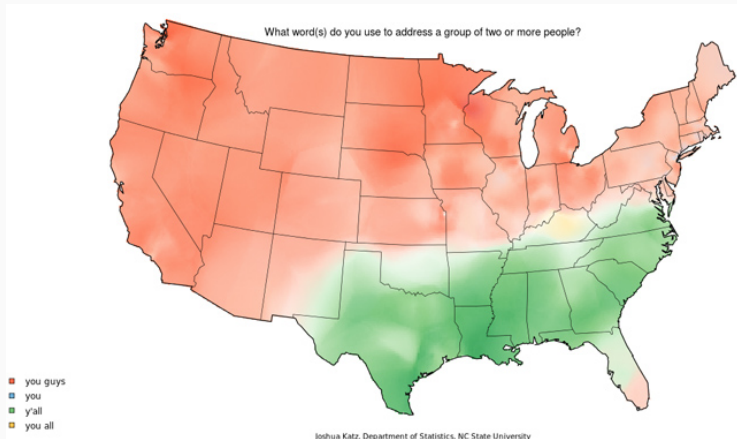 What word(s) do you use to address a group of two or more people?
you guys
you
y'all
you all
Joshua Katz, Department of Statistics, NC State University